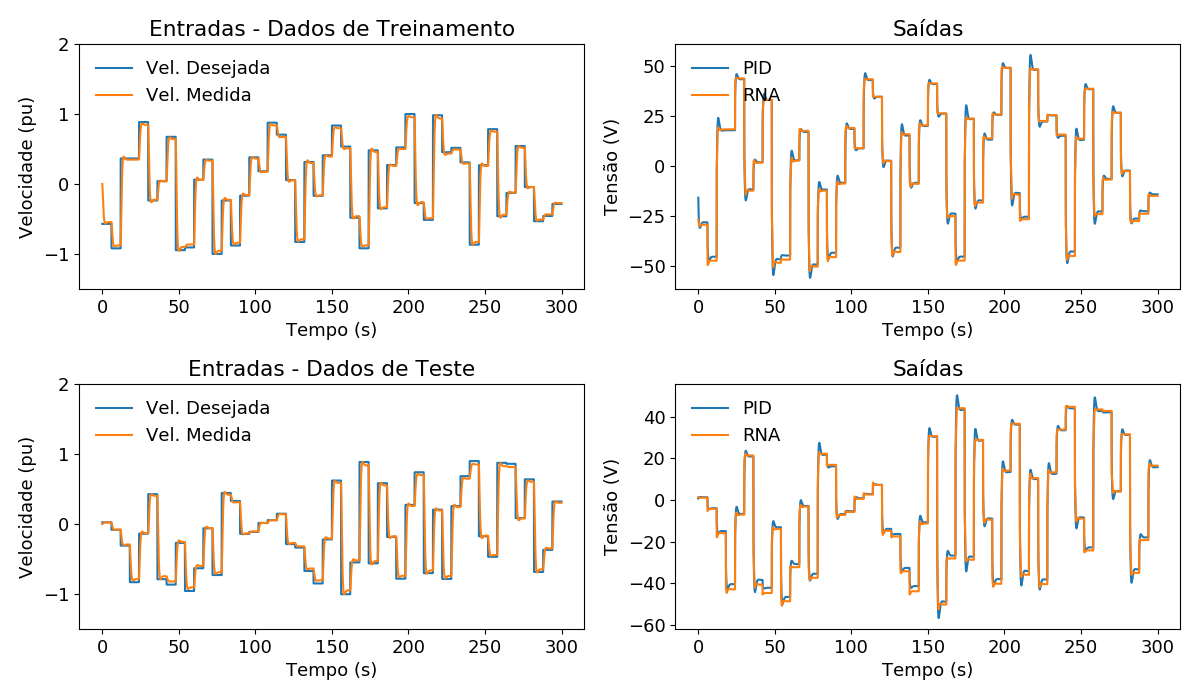 Entradas - Dados de Treinamento
Vel. Desejada
Vel. Medida
Velocidade (pu)
2
1
0
−1
0 50 100 150 200 250 300
Tempo (s)
Saídas
PID
RNA
Tensão (V)
50
25
0
−25
−50
0 50 100 150 200 250 300
Tempo (s)
Entradas - Dados de Teste
Vel. Desejada
Vel. Medida
Velocidade (pu)
2
1
0
−1
0 50 100 150 200 250 300
Tempo (s)
Saídas
PID
RNA
Tensão (V)
40
20
0
−20
−40
−60
0 50 100 150 200 250 300
Tempo (s)